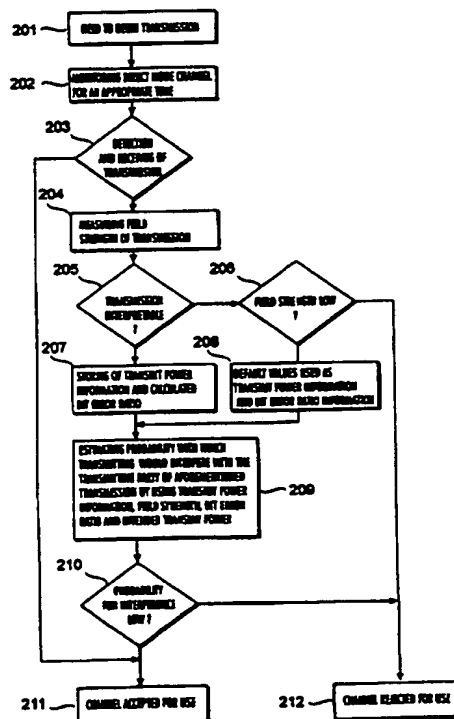 201
NEED TO BEGIN TRANSMISSION
202
MONITORING DIRECT MODE CHANNEL
FOR AN APPROPRIATE TIME
203
DETECTION
AND RECEIVING OF
TRANSMISSION
204
MEASURING FIELD
STRENGTH OF TRANSMISSION
205
TRANSMISSION
INTERPRETABLE
?
206
FIELD STRENGTH LOW
?
207
STORING OF TRANSMIT POWER
INFORMATION AND CALCULATED
BIT ERROR RATIO
208
DEFAULT VALUES USED AS
TRANSMIT POWER INFORMATION
AND BIT ERROR RATIO INFORMATION
ESTIMATING PROBABILITY WITH WHICH
TRANSMITTING WOULD INTERFERE WITH THE
TRANSMITTING PARTY OF AFOREMENTIONED
TRANSMISSION BY USING TRANSMIT POWER
INFORMATION, FIELD STRENGTH, BIT ERROR
RATIO AND INTENDED TRANSMIT POWER
209
210
PROBABILITY
FOR INTERFERENCE
LOW ?
211
CHANNEL ACCEPTED FOR USE
212
CHANNEL REJECTED FOR USE